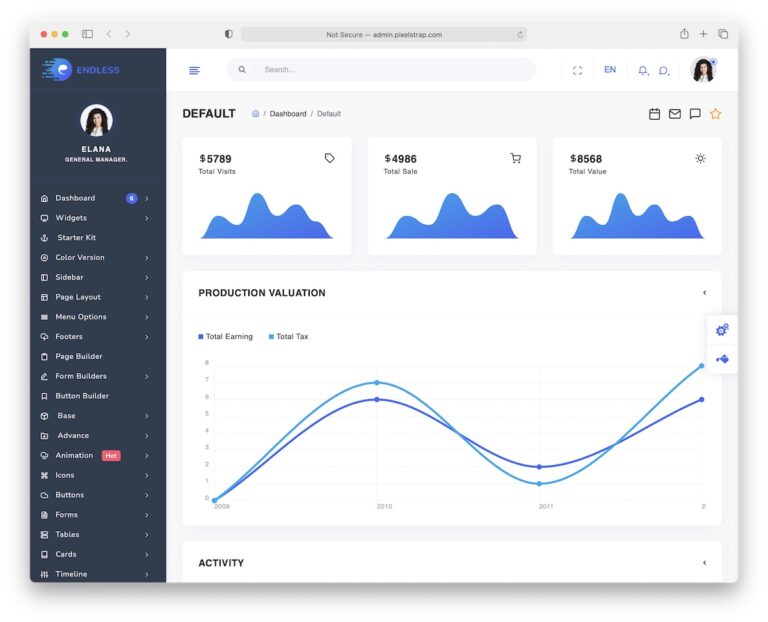 Not Secure — admin.pixelstrap.com
ENDLESS
Search...
EN
ELANA
GENERAL MANAGER.
Dashboard 6
Widgets
Starter Kit
Color Version
Sidebar
Page Layout
Menu Options
Footers
Page Builder
Form Builders
Button Builder
Base
Advance
Animation Hot
Icons
Buttons
Forms
Tables
Cards
Timeline
DEFAULT
/ Dashboard / Default
$5789
Total Visits
$4986
Total Sale
$8568
Total Value
PRODUCTION VALUATION
Total Earning Total Tax
8
7
6
5
4
3
2
1
0
2009 2010 2011 2
ACTIVITY